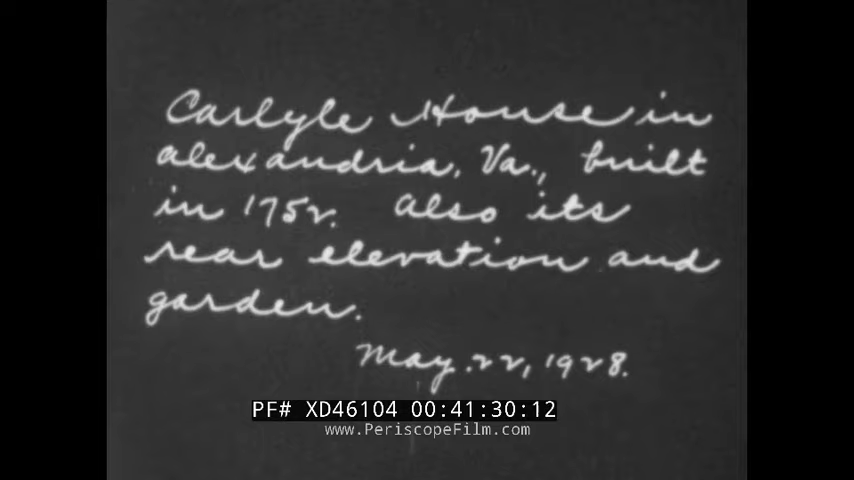 Carlyle House in
Alexandria, Va., built
in 1752. Also its
rear elevation and
garden.
May. 22, 1928.
PF# XD46104 00:41:30:12
www.PeriscopeFilm.com